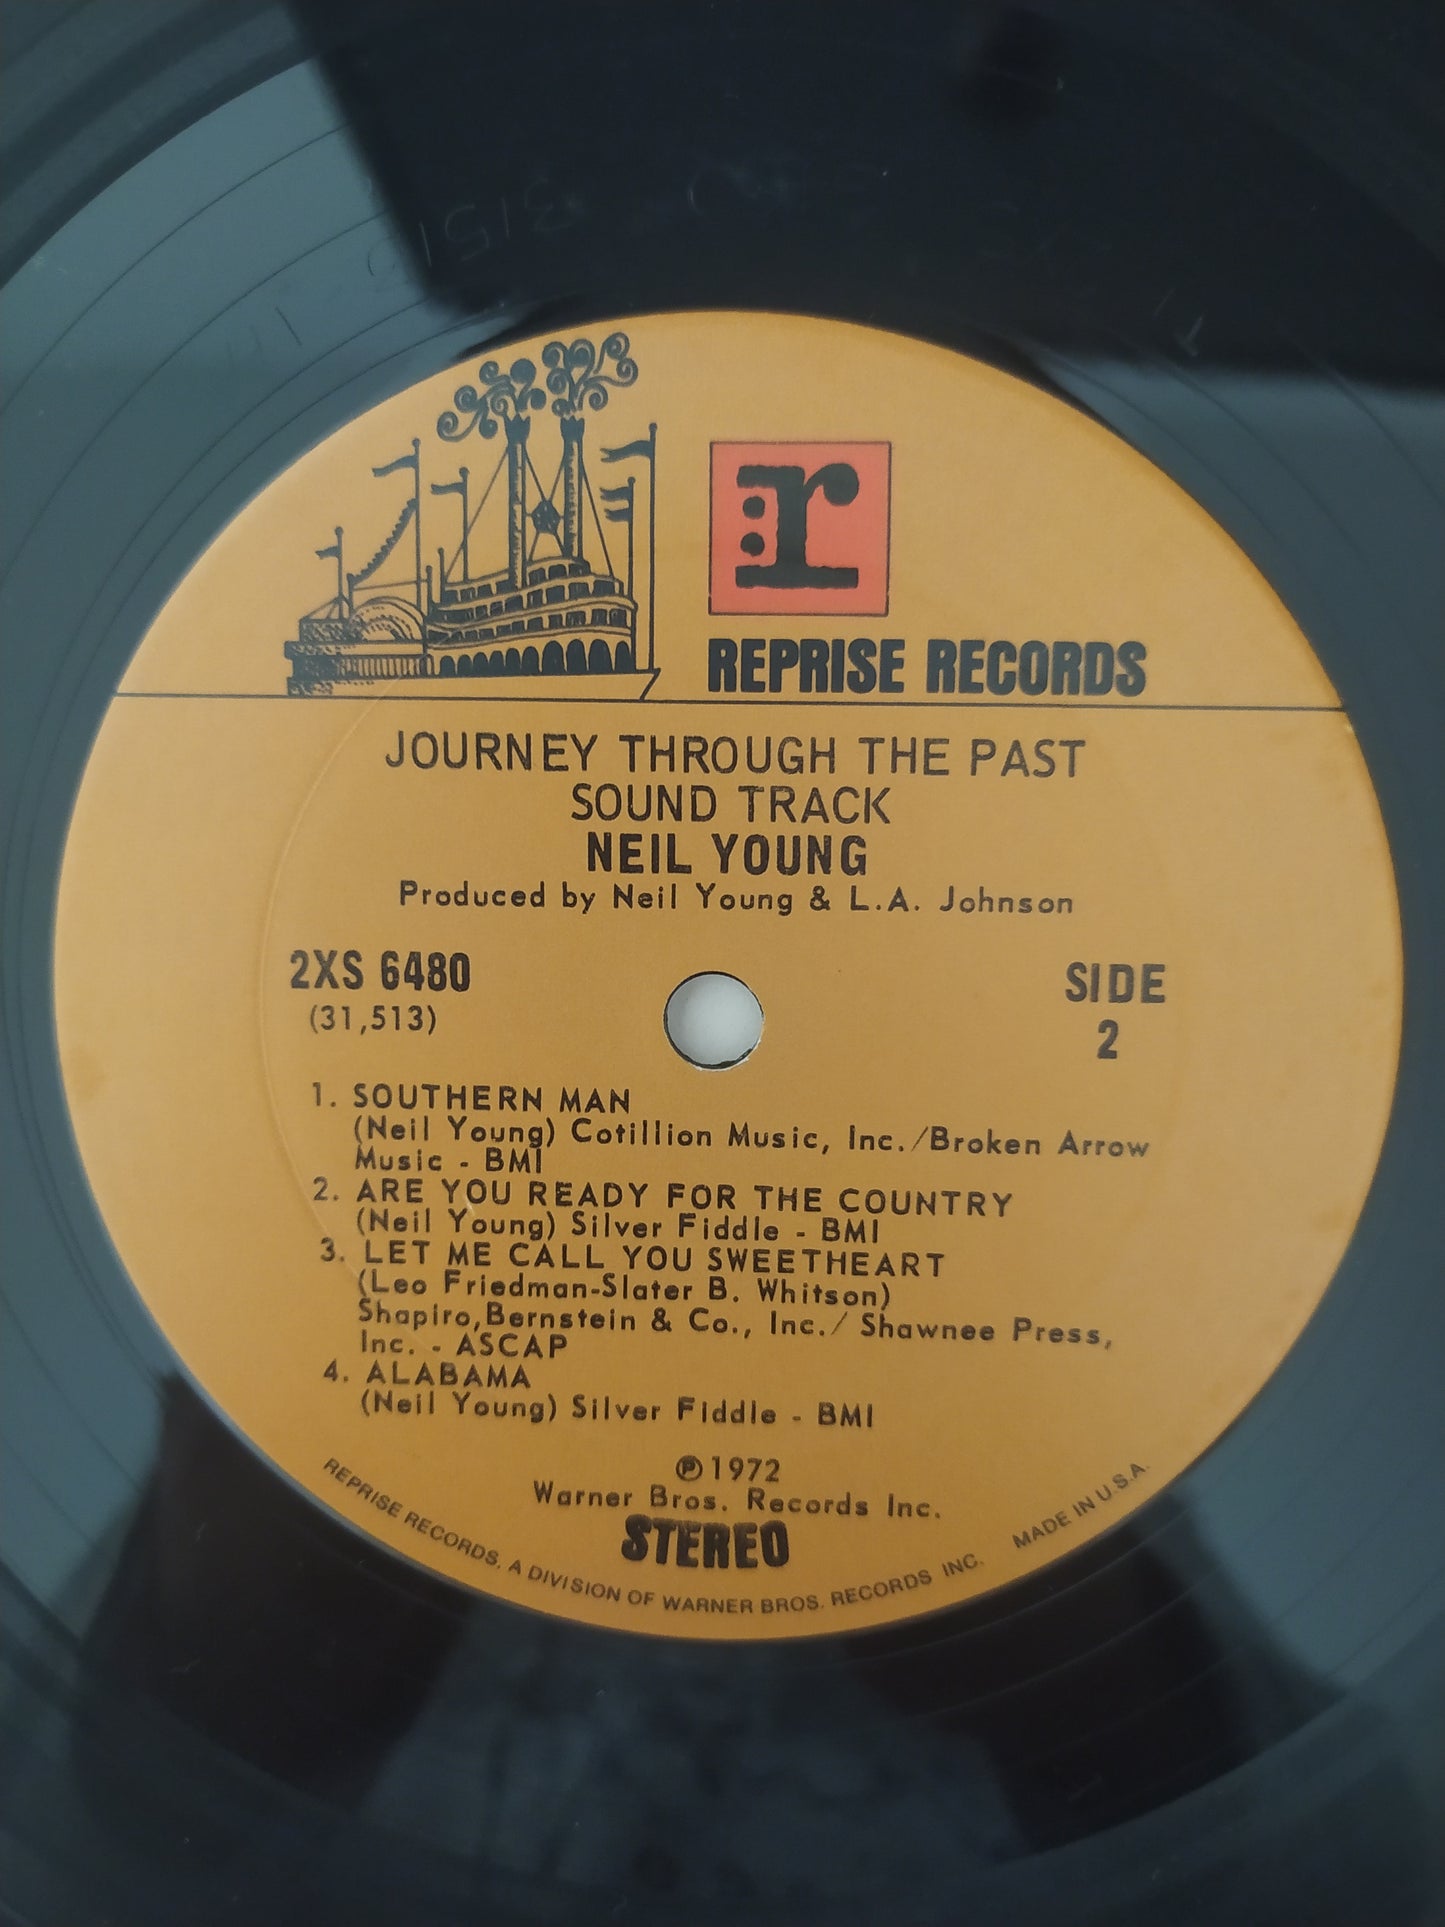 r
REPRISE RECORDS
JOURNEY THROUGH THE PAST
SOUND TRACK
NEIL YOUNG
Produced by Neil Young & L.A. Johnson
2XS 6480
(31,513)
SIDE
2
1. SOUTHERN MAN
(Neil Young) Cotillion Music, Inc./Broken Arrow
Music - BMI
2. ARE YOU READY FOR THE COUNTRY
(Neil Young) Silver Fiddle - BMI
3. LET ME CALL YOU SWEETHEART
(Leo Friedman-Slater B. Whitson)
Shapiro,Bernstein & Co., Inc./ Shawnee Press,
Inc. - ASCAP
4. ALABAMA
(Neil Young) Silver Fiddle - BMI
℗1972
Warner Bros. Records Inc.
STEREO
REPRISE RECORDS, A DIVISION OF WARNER BROS. RECORDS INC. MADE IN U.S.A.